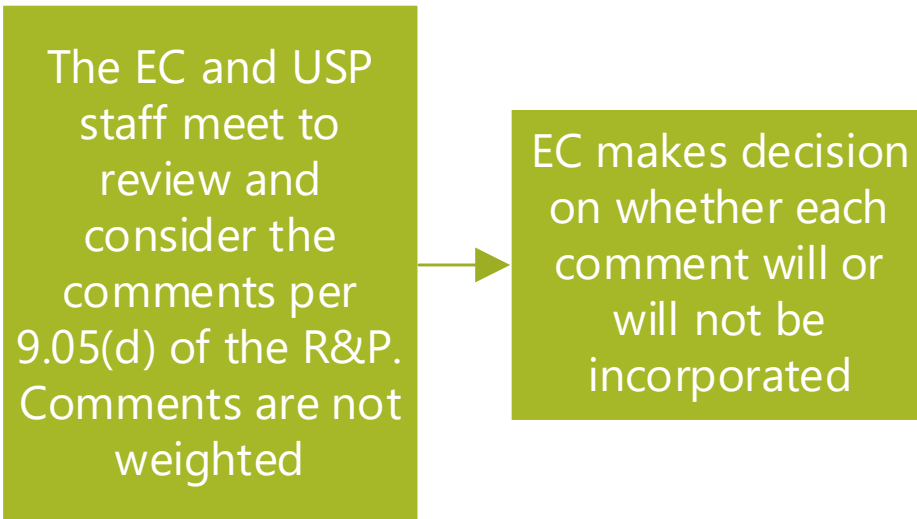 The EC and USP
staff meet to
review and
consider the
comments per
9.05(d) of the R&P.
Comments are not
weighted
EC makes decision
on whether each
comment will or
will not be
incorporated